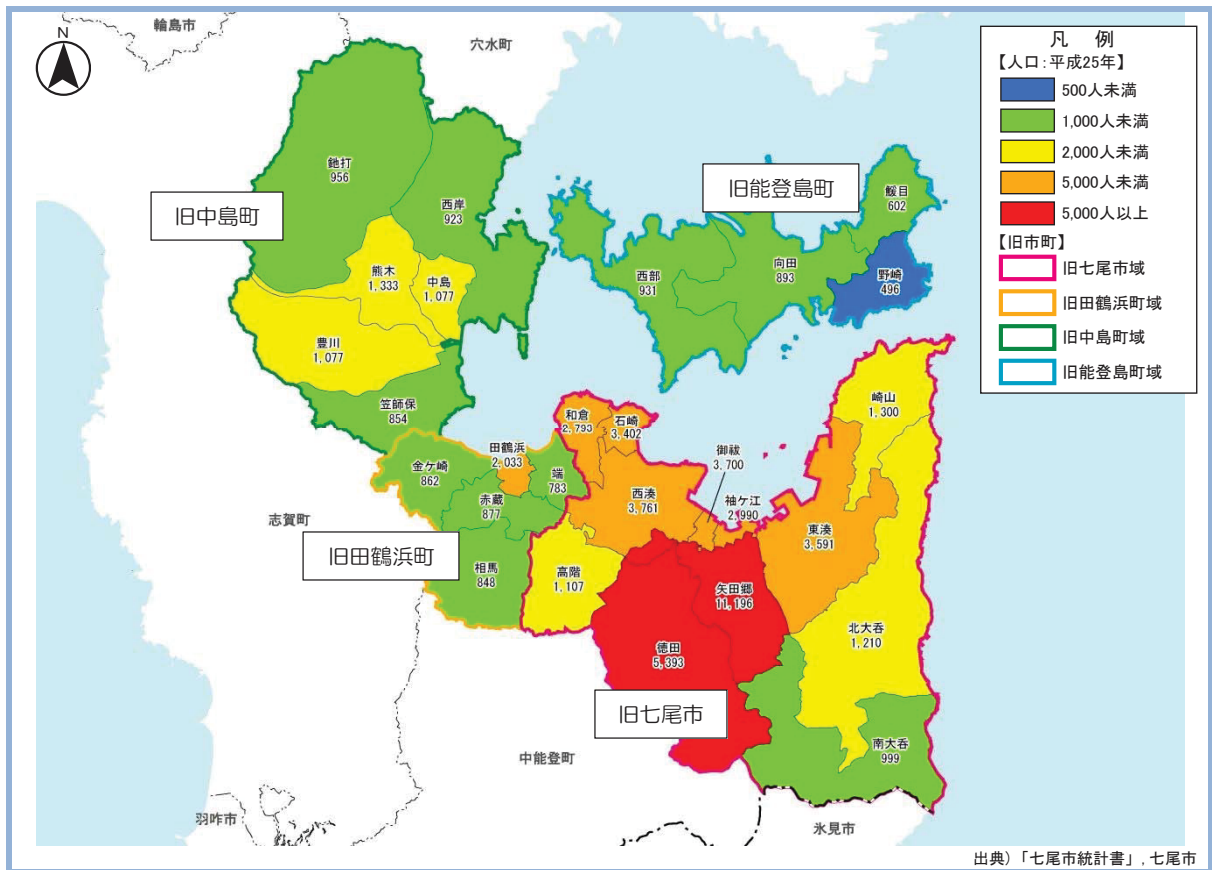 輪島市
穴水町
N
凡 例
【人口：平成25年】
500人未満
1,000人未満
2,000人未満
5,000人未満
5,000人以上
【旧市町】
旧七尾市域
旧田鶴浜町域
旧中島町域
旧能登島町域
釶打
956
西岸
923
旧中島町
旧能登島町
鰀目
602
熊木
1,333
中島
1,077
西部
931
向田
893
野崎
496
豊川
1,077
笠師保
854
崎山
1,300
和倉
2,793
石崎
3,402
田鶴浜
2,033
金ケ崎
862
端
783
御祓
3,700
赤蔵
877
西湊
3,761
袖ケ江
2,990
志賀町
東湊
3,591
旧田鶴浜町
相馬
848
高階
1,107
矢田郷
11,196
徳田
5,393
北大呑
1,210
旧七尾市
南大呑
999
中能登町
羽咋市
氷見市
出典）「七尾市統計書」，七尾市